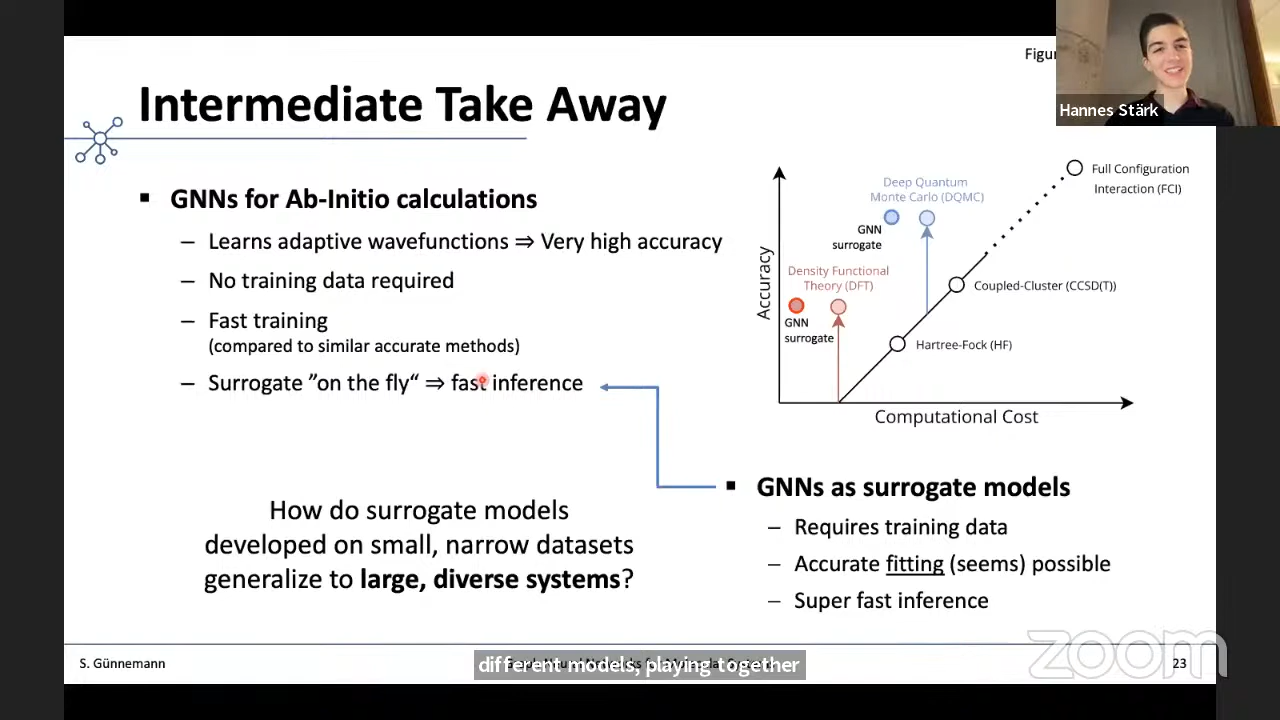 Figur
Hannes Stärk
Intermediate Take Away
▪ GNNs for Ab-Initio calculations
– Learns adaptive wavefunctions ⇒ Very high accuracy
– No training data required
– Fast training
(compared to similar accurate methods)
– Surrogate ”on the fly“ ⇒ fast inference
How do surrogate models
developed on small, narrow datasets
generalize to large, diverse systems?
Accuracy
Deep Quantum
Monte Carlo (DQMC)
GNN
surrogate
Density Functional
Theory (DFT)
GNN
surrogate
Full Configuration
Interaction (FCI)
Coupled-Cluster (CCSD(T))
Hartree-Fock (HF)
Computational Cost
▪ GNNs as surrogate models
– Requires training data
– Accurate fitting (seems) possible
– Super fast inference
zoom
S. Günnemann
different models, playing together
23